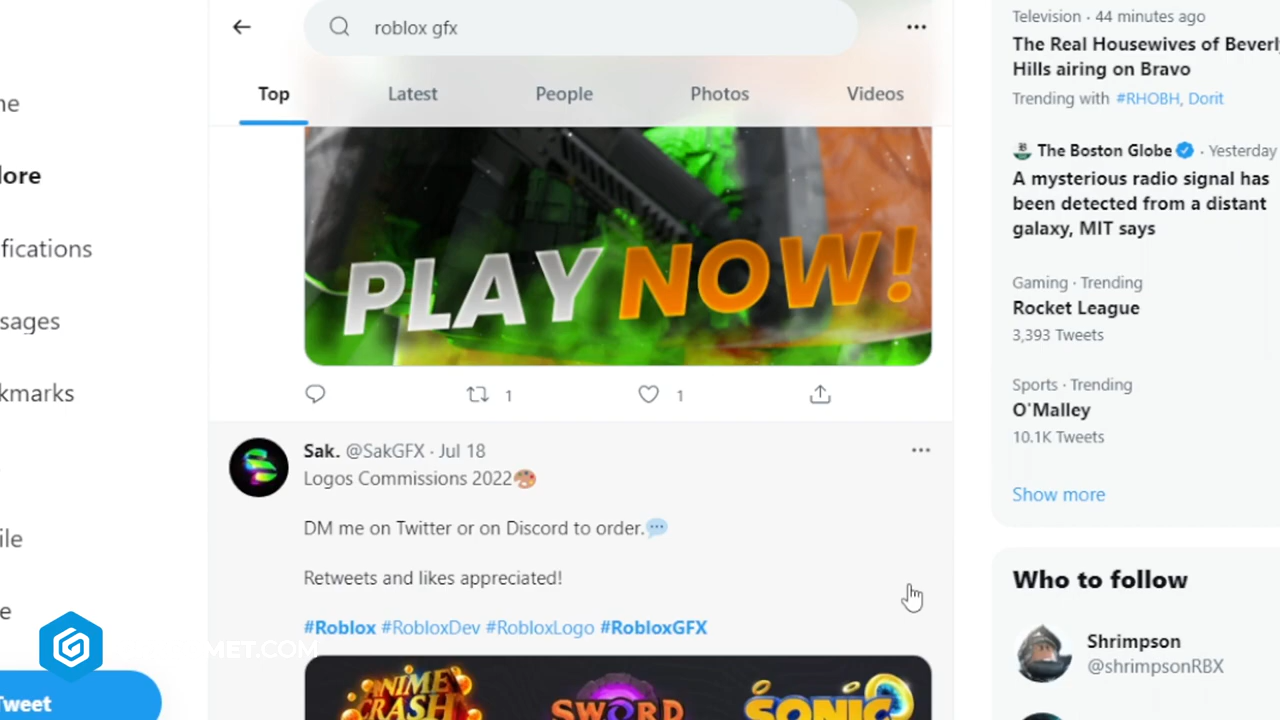 roblox gfx
Top
Latest
People
Photos
Videos
PLAY NOW!
1
1
Sak. @SakGFX · Jul 18
Logos Commissions 2022
DM me on Twitter or on Discord to order.
Retweets and likes appreciated!
#Roblox #RobloxDev #RobloxLogo #RobloxGFX
ANIME
CRASH
SWORD
SONIC
ne
lore
fications
sages
kmarks
ile
e
MET.COM
Tweet
Television · 44 minutes ago
The Real Housewives of Beverl
Hills airing on Bravo
Trending with #RHOBH, Dorit
The Boston Globe · Yesterday
A mysterious radio signal has
been detected from a distant
galaxy, MIT says
Gaming · Trending
Rocket League
3,393 Tweets
Sports · Trending
O'Malley
10.1K Tweets
Show more
Who to follow
Shrimpson
@shrimpsonRBX